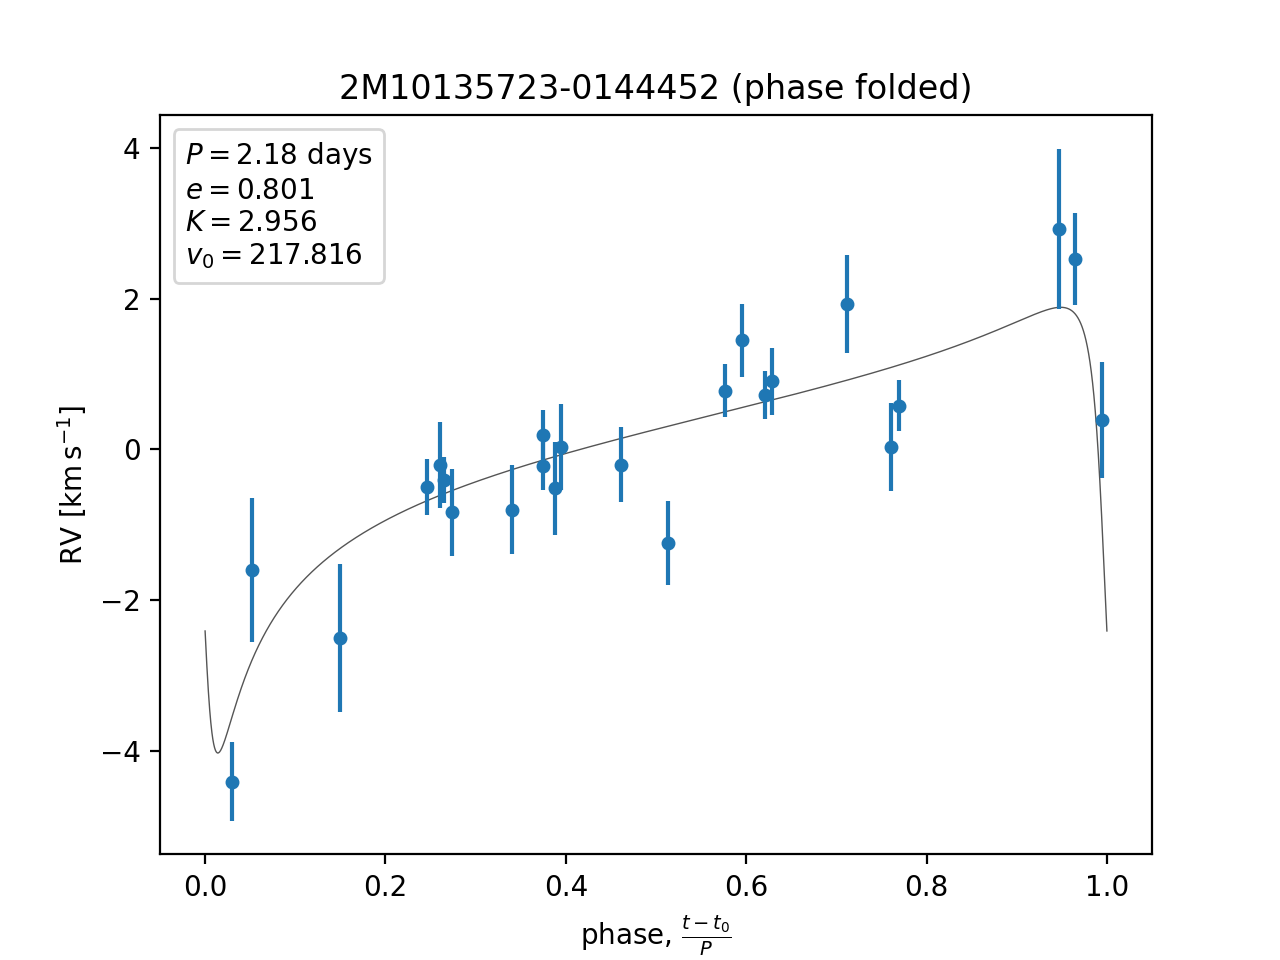 2M10135723-0144452 (phase folded)
P = 2.18 days
e = 0.801
K = 2.956
v₀ = 217.816
RV [km s⁻¹]
4
2
0
−2
−4
0.0 0.2 0.4 0.6 0.8 1.0
phase, (t − t₀)/P